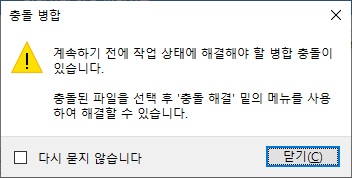 충돌 병합
계속하기 전에 작업 상태에 해결해야 할 병합 충돌이
있습니다.
충돌된 파일을 선택 후 '충돌 해결' 밑의 메뉴를 사용
하여 해결할 수 있습니다.
다시 묻지 않습니다
닫기(C)